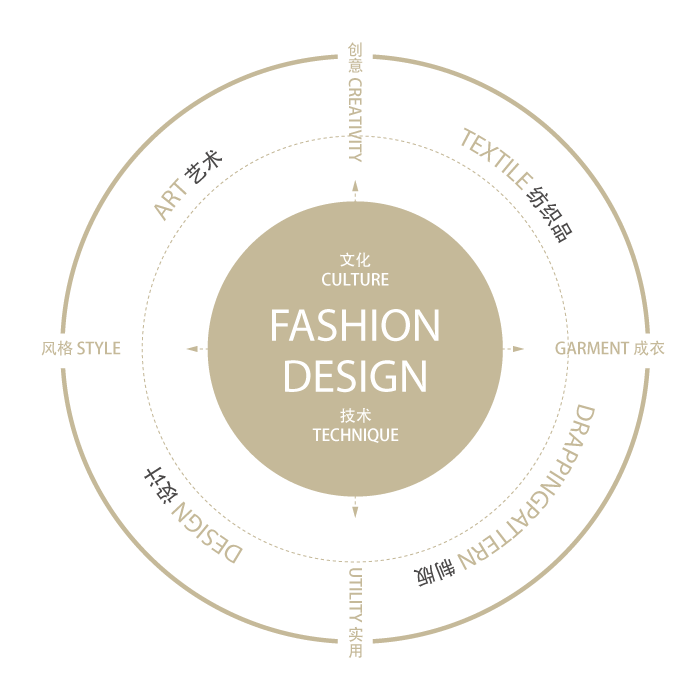 创意 CREATIVITY
ART 艺术
TEXTILE 纺织品
文化
CULTURE
FASHION
DESIGN
技术
TECHNIQUE
风格 STYLE
GARMENT 成衣
DESIGN 设计
DRAPPINGPATTERN 制版
UTILITY 实用